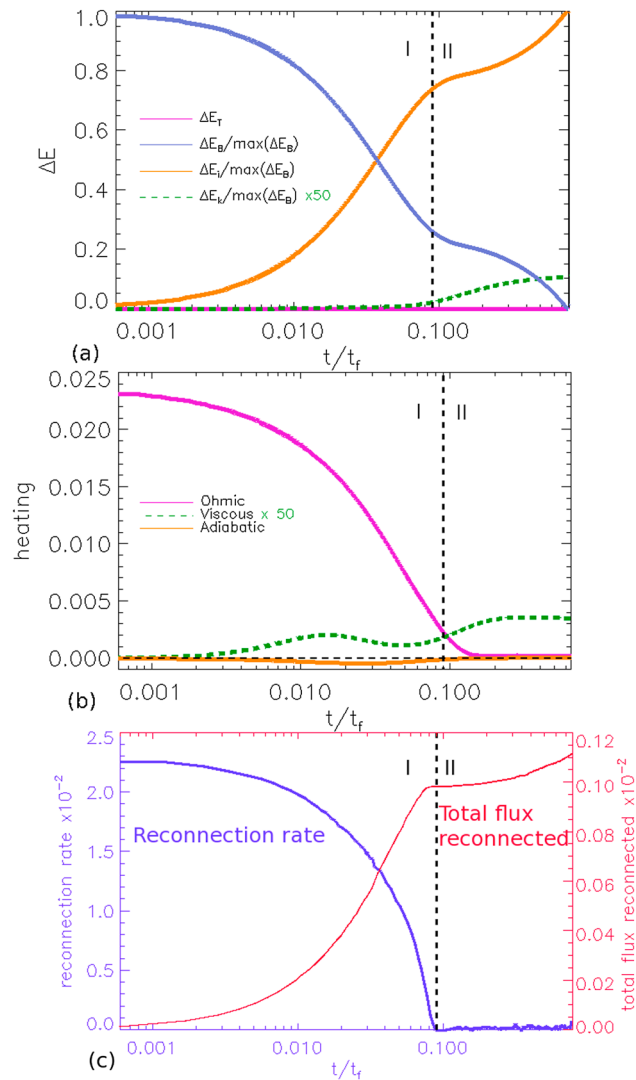 1.0
I II
0.8
ΔE_T
ΔE_B/max(ΔE_B)
0.6
ΔE_i/max(ΔE_B)
ΔE
ΔE_k/max(ΔE_B) x50
0.4
0.2
0.0
0.001 0.010 0.100
(a) t/t_f
0.025
I II
0.020
0.015
Ohmic
Viscous x 50
Adiabatic
heating
0.010
0.005
0.000
0.001 0.010 0.100
(b) t/t_f
2.5 0.12
I II
2.0 0.10
Reconnection rate Total flux
reconnected
0.08
1.5
0.06
1.0
0.04
0.5
0.02
0.0 0.00
reconnection rate x10⁻²
total flux reconnected x10⁻²
0.001 0.010 0.100
(c) t/t_f